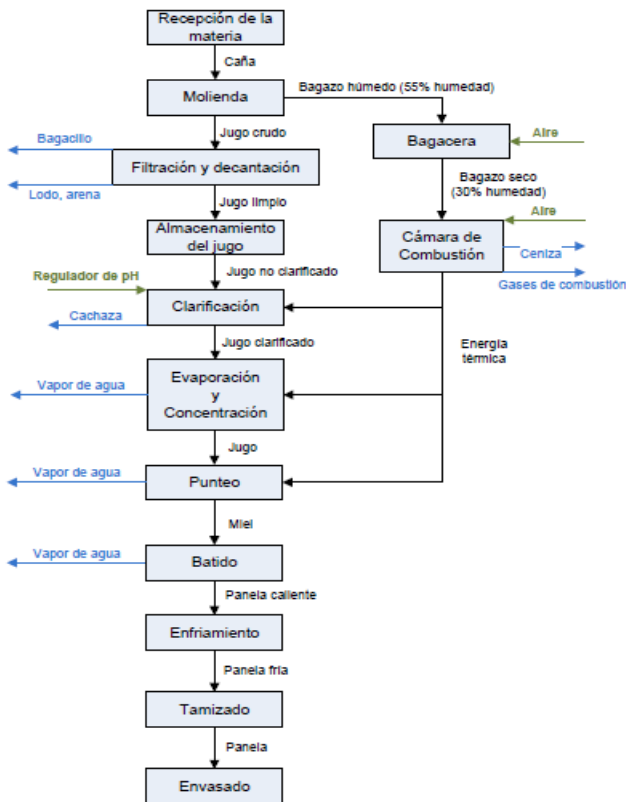 Recepción de la
materia
Caña
Molienda
Bagazo húmedo (55% humedad)
Jugo crudo
Bagacillo
Bagacera
Aire
Filtración y decantación
Lodo, arena
Bagazo seco
(30% humedad)
Jugo limpio
Aire
Almacenamiento
del jugo
Cámara de
Combustión
Ceniza
Jugo no clarificado
Regulador de pH
Gases de combustión
Clarificación
Cachaza
Jugo clarificado
Energía
térmica
Vapor de agua
Evaporación
y
Concentración
Jugo
Vapor de agua
Punteo
Miel
Vapor de agua
Batido
Panela caliente
Enfriamiento
Panela fría
Tamizado
Panela
Envasado